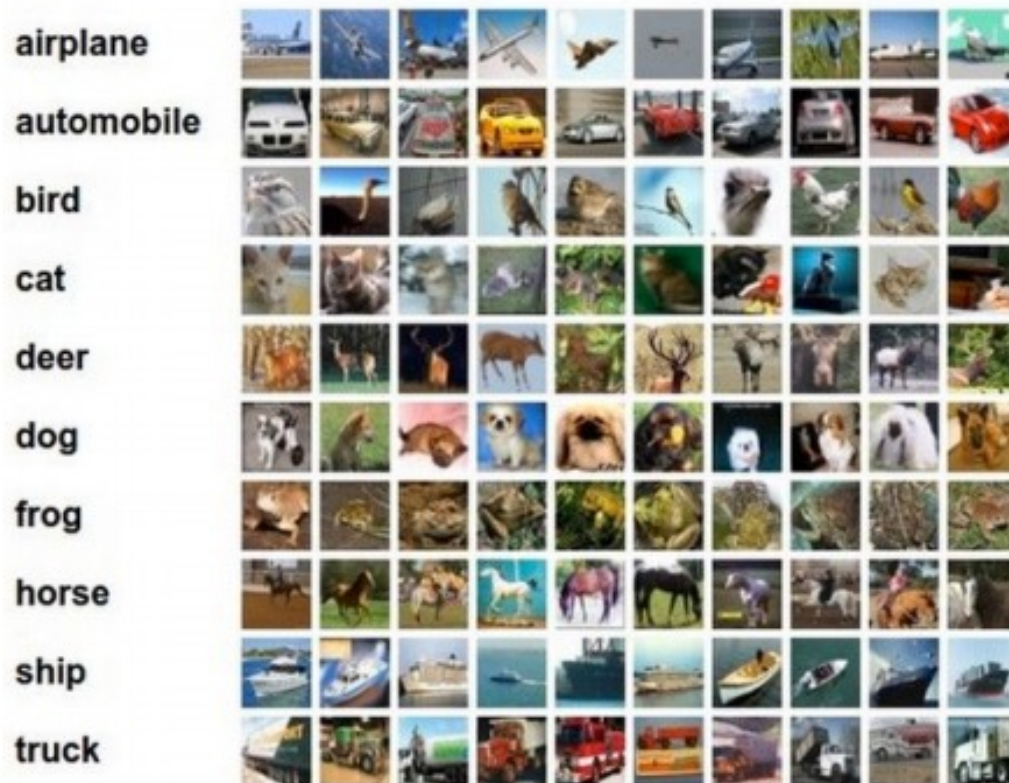 airplane
automobile
bird
cat
deer
dog
frog
horse
ship
truck